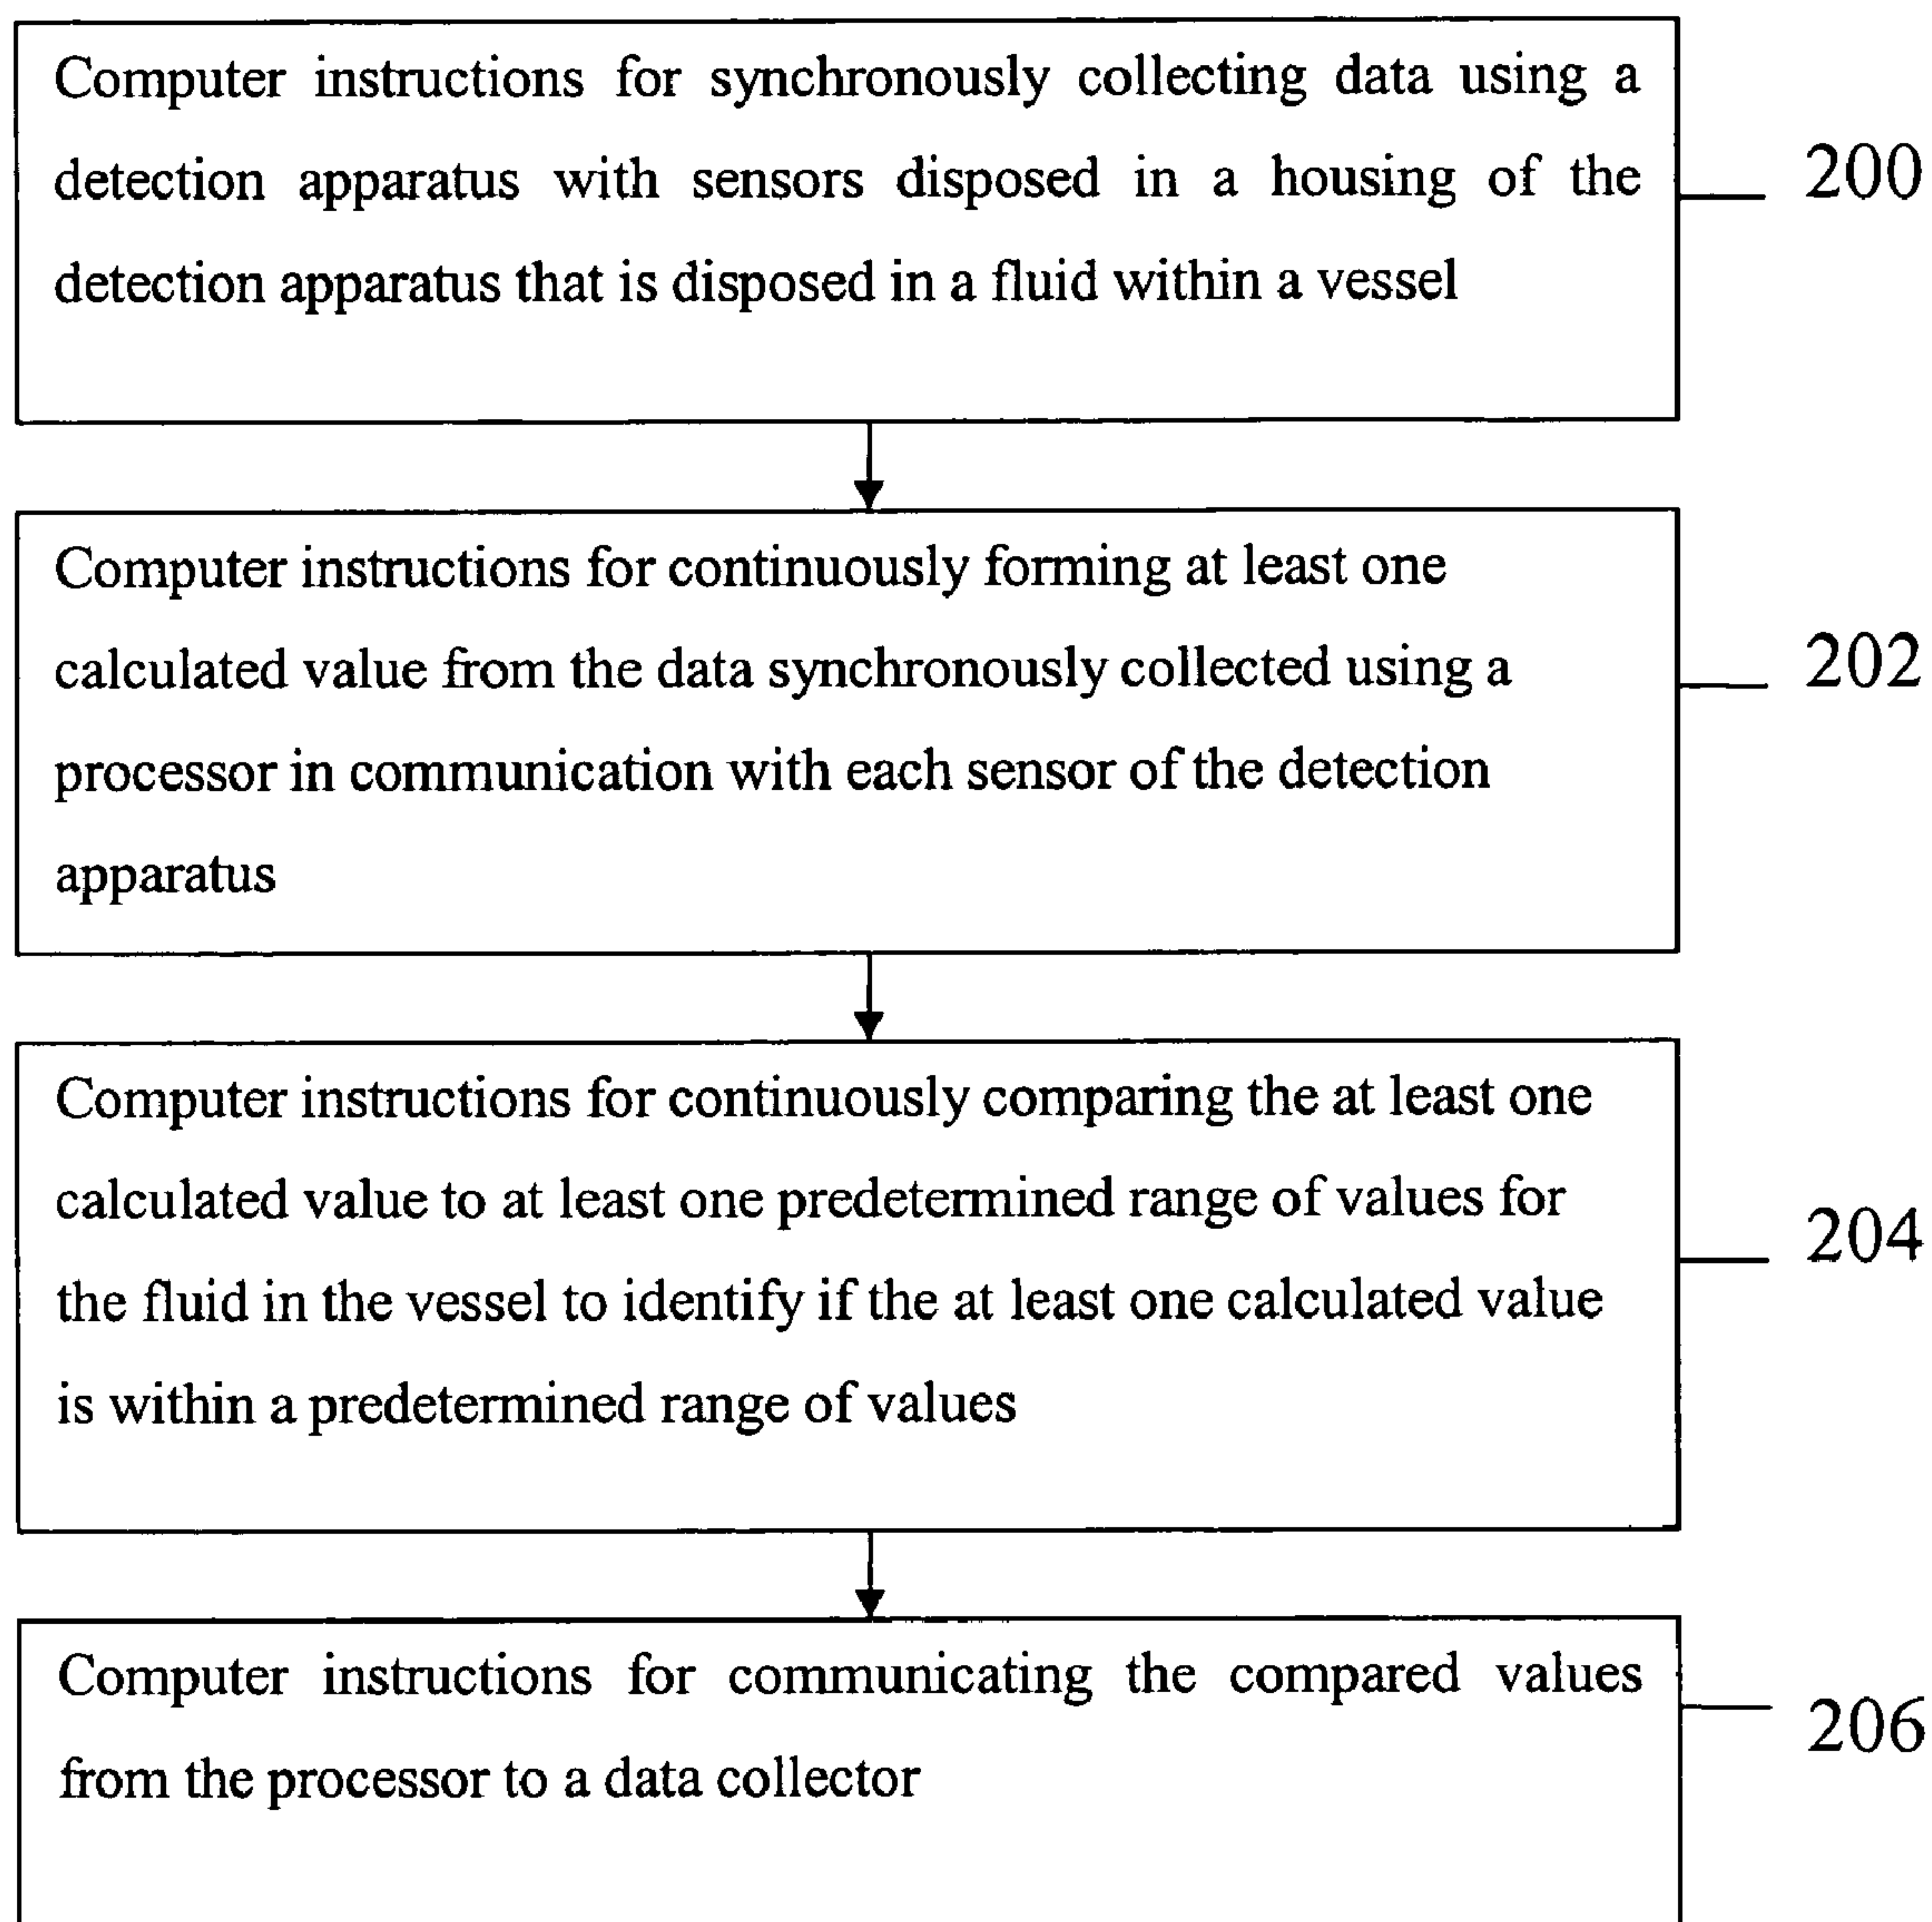 Computer instructions for synchronously collecting data using a
detection apparatus with sensors disposed in a housing of the
detection apparatus that is disposed in a fluid within a vessel
200
Computer instructions for continuously forming at least one
calculated value from the data synchronously collected using a
processor in communication with each sensor of the detection
apparatus
202
Computer instructions for continuously comparing the at least one
calculated value to at least one predetermined range of values for
the fluid in the vessel to identify if the at least one calculated value
is within a predetermined range of values
204
Computer instructions for communicating the compared values
from the processor to a data collector
206